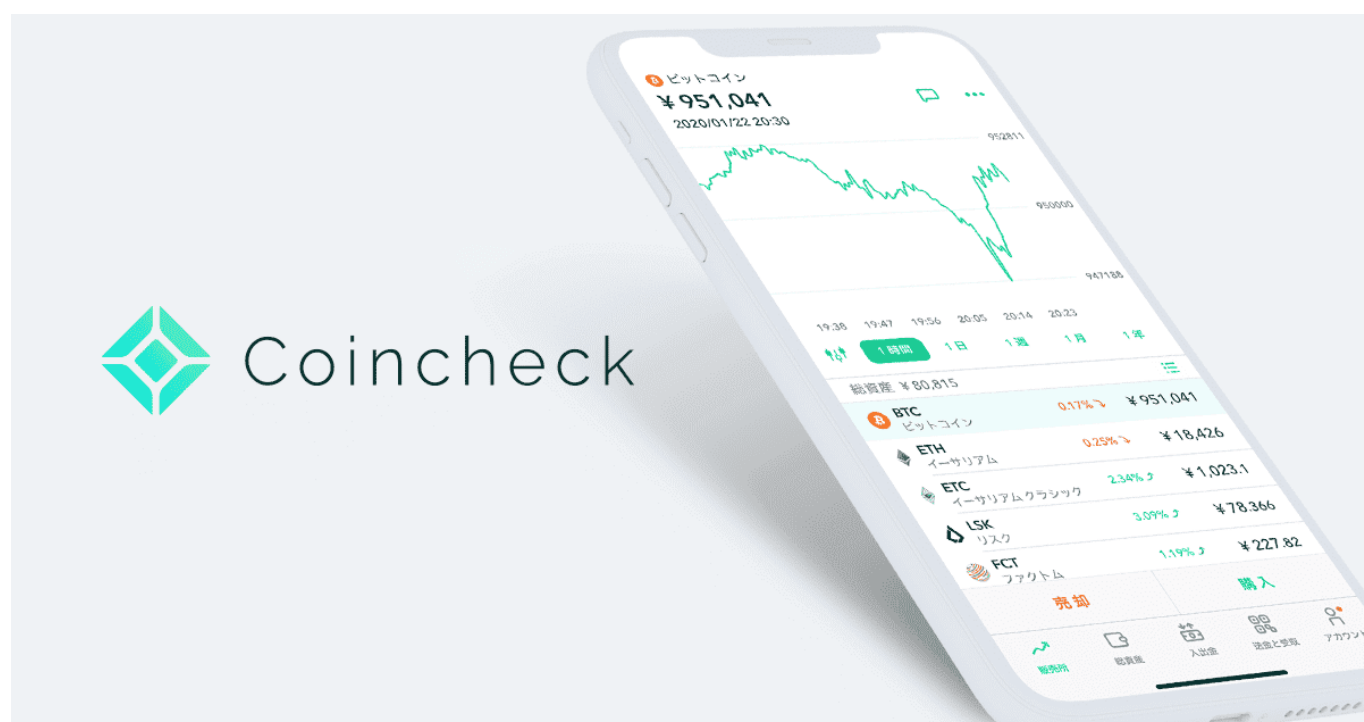 Coincheck
ビットコイン
¥ 951,041
2020/01/22 20:30
952811
950000
947188
19:38 19:47 19:56 20:05 20:14 20:23
1時間 1日 1週 1月 1年
総資産 ¥80,815
BTC 0.17% ¥951,041
ビットコイン
ETH 0.25% ¥18,426
イーサリアム
ETC 2.34% ¥1,023.1
イーサリアムクラシック
LSK 3.09% ¥78.366
リスク
FCT 1.19% ¥227.82
ファクトム
売却 購入
販売所 総資産 入出金 送金と受取 アカウント